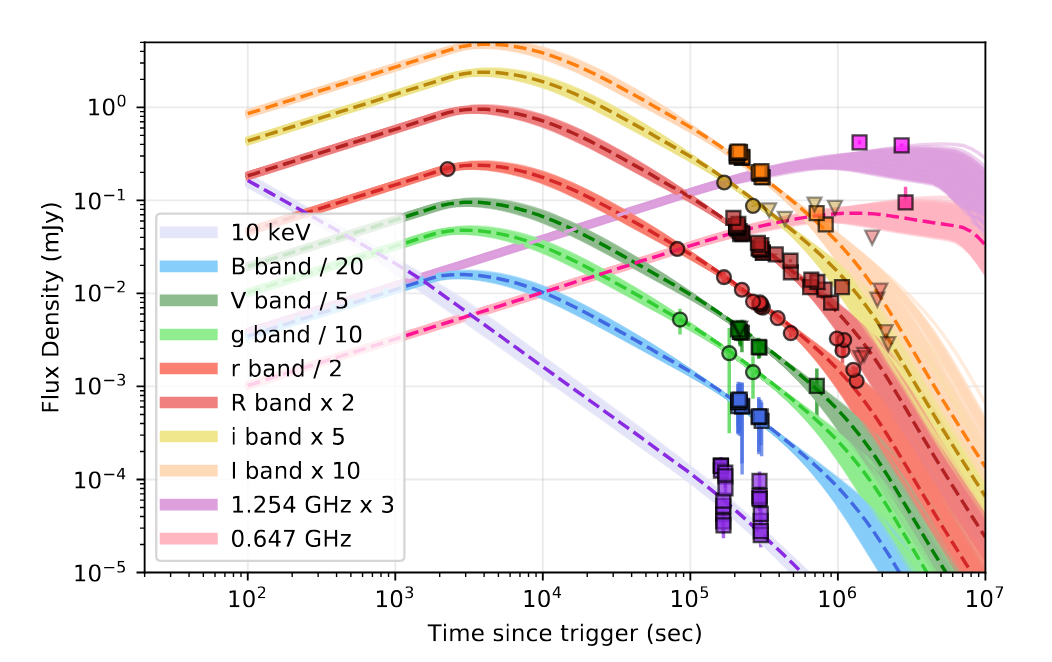 Flux Density (mJy)
10⁰
10⁻¹
10⁻²
10⁻³
10⁻⁴
10⁻⁵
10 keV
B band / 20
V band / 5
g band / 10
r band / 2
R band x 2
i band x 5
I band x 10
1.254 GHz x 3
0.647 GHz
10² 10³ 10⁴ 10⁵ 10⁶ 10⁷
Time since trigger (sec)